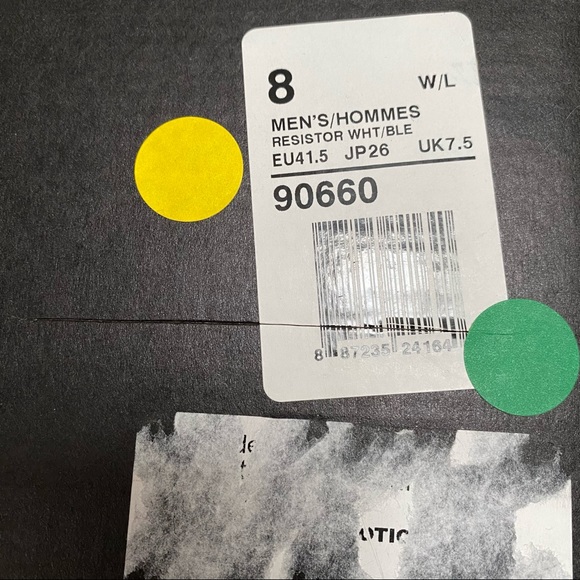 8 W/L
MEN'S/HOMMES
RESISTOR WHT/BLE
EU41.5 JP26 UK7.5
90660
8 87235 24164